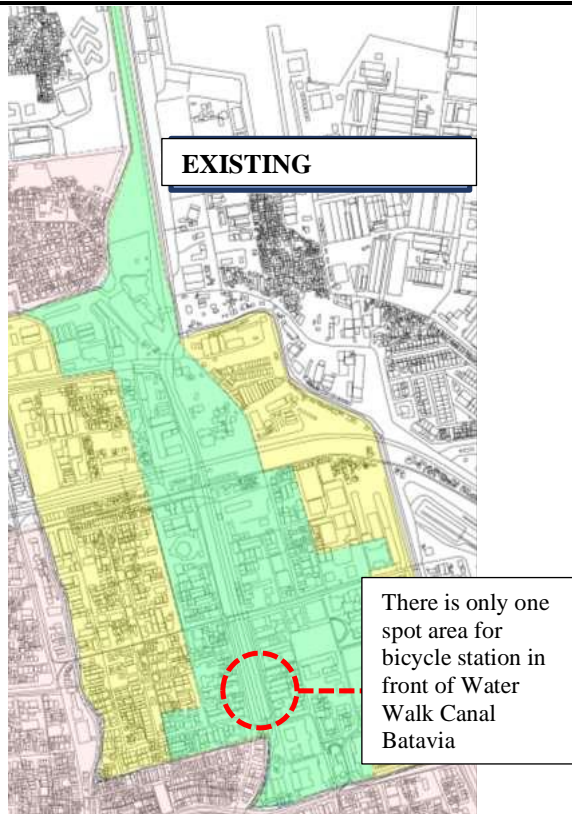 EXISTING
There is only one
spot area for
bicycle station in
front of Water
Walk Canal
Batavia